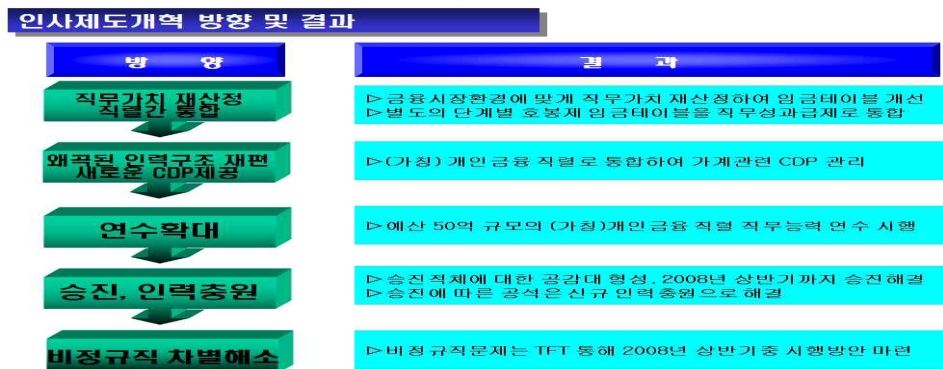 인사제도개혁 방향 및 결과
방 향
결 과
직무가치 재산정
직렬간 통합
▷금융시장환경에 맞게 직무가치 재산정하여 임금테이블 개선
▷별도의 단계별 호봉제 임금테이블을 직무성과급제로 통합
왜곡된 인력구조 재편
새로운 CDP제공
▷(가칭) 개인금융 직렬로 통합하여 가계관련 CDP 관리
연수확대
▷예산 50억 규모의 (가칭)개인금융 직렬 직무능력 연수 시행
승진, 인력충원
▷승진적체에 대한 공감대 형성, 2008년 상반기까지 승진해결
▷승진에 따른 공석은 신규 인력충원으로 해결
비정규직 차별해소
▷비정규직문제는 TFT 통해 2008년 상반기중 시행방안 마련